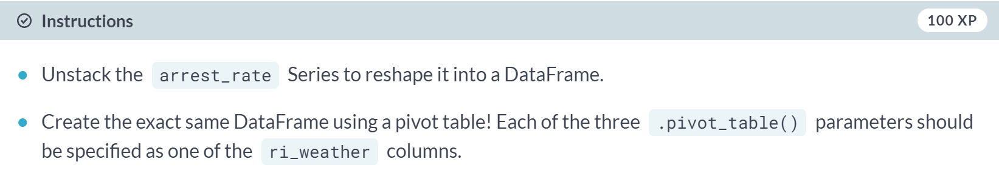 Instructions
100 XP
Unstack the arrest_rate Series to reshape it into a DataFrame.
Create the exact same DataFrame using a pivot table! Each of the three .pivot_table() parameters should
be specified as one of the ri_weather columns.